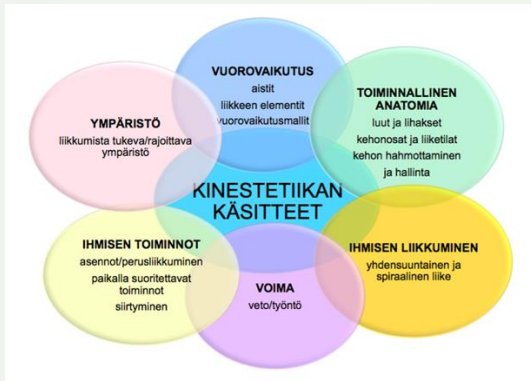 VUOROVAIKUTUS
aistit
liikkeen elementit
vuorovaikutusmallit
TOIMINNALLINEN
ANATOMIA
luut ja lihakset
kehonosat ja liiketilat
kehon hahmottaminen
ja hallinta
YMPÄRISTÖ
liikkumista tukeva/rajoittava
ympäristö
KINESTETIIKAN
KÄSITTEET
IHMISEN TOIMINNOT
asennot/perusliikkuminen
paikalla suoritettavat
toiminnot
siirtyminen
VOIMA
veto/työntö
IHMISEN LIIKKUMINEN
yhdensuuntainen ja
spiraalinen liike